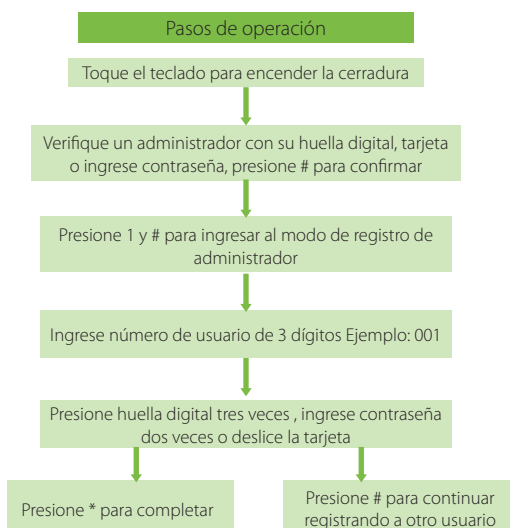 Pasos de operación
Toque el teclado para encender la cerradura
Verifique un administrador con su huella digital, tarjeta
o ingrese contraseña, presione # para confirmar
Presione 1 y # para ingresar al modo de registro de
administrador
Ingrese número de usuario de 3 dígitos Ejemplo: 001
Presione huella digital tres veces , ingrese contraseña
dos veces o deslice la tarjeta
Presione * para completar
Presione # para continuar
registrando a otro usuario